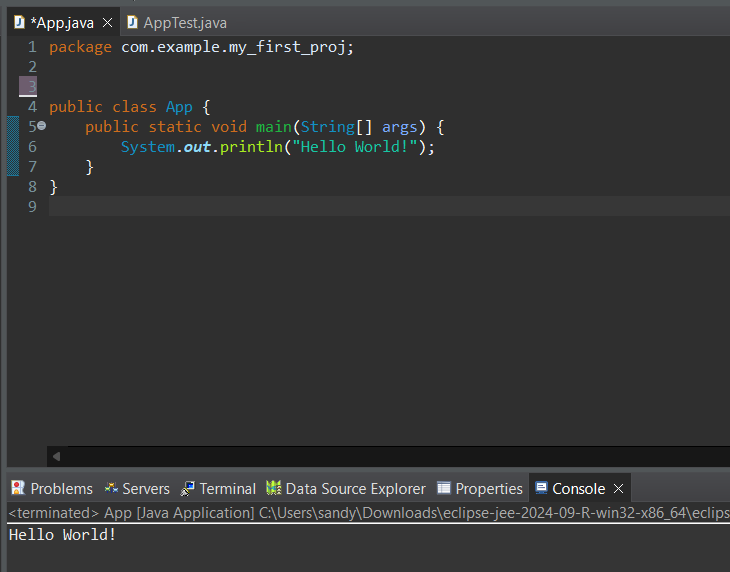 *App.java AppTest.java
1 package com.example.my_first_proj;
2
3
4 public class App {
5 public static void main(String[] args) {
6 System.out.println("Hello World!");
7 }
8 }
9
Problems Servers Terminal Data Source Explorer Properties Console
<terminated> App [Java Application] C:\Users\sandy\Downloads\eclipse-jee-2024-09-R-win32-x86_64\eclips
Hello World!